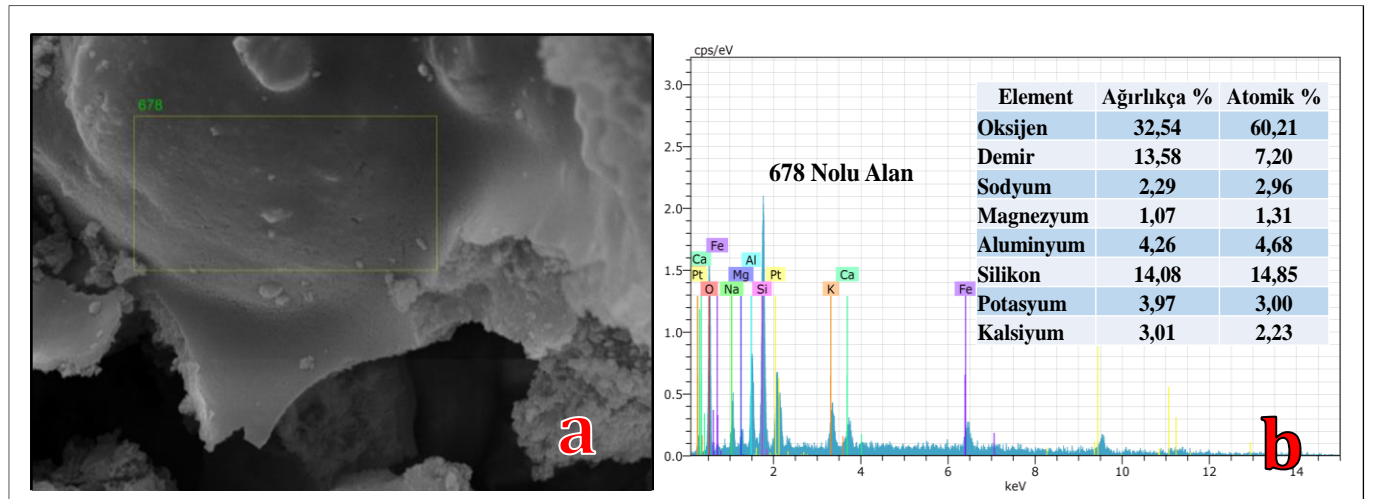 678
a
cps/eV
3.0
2.5
2.0
1.5
1.0
0.5
0.0
2 4 6 8 10 12 14
keV
678 Nolu Alan
Fe
Ca Al
Pt Mg Pt Ca
O Na Si K Fe
Element Ağırlıkça % Atomik %
Oksijen 32,54 60,21
Demir 13,58 7,20
Sodyum 2,29 2,96
Magnezyum 1,07 1,31
Aluminyum 4,26 4,68
Silikon 14,08 14,85
Potasyum 3,97 3,00
Kalsiyum 3,01 2,23
b